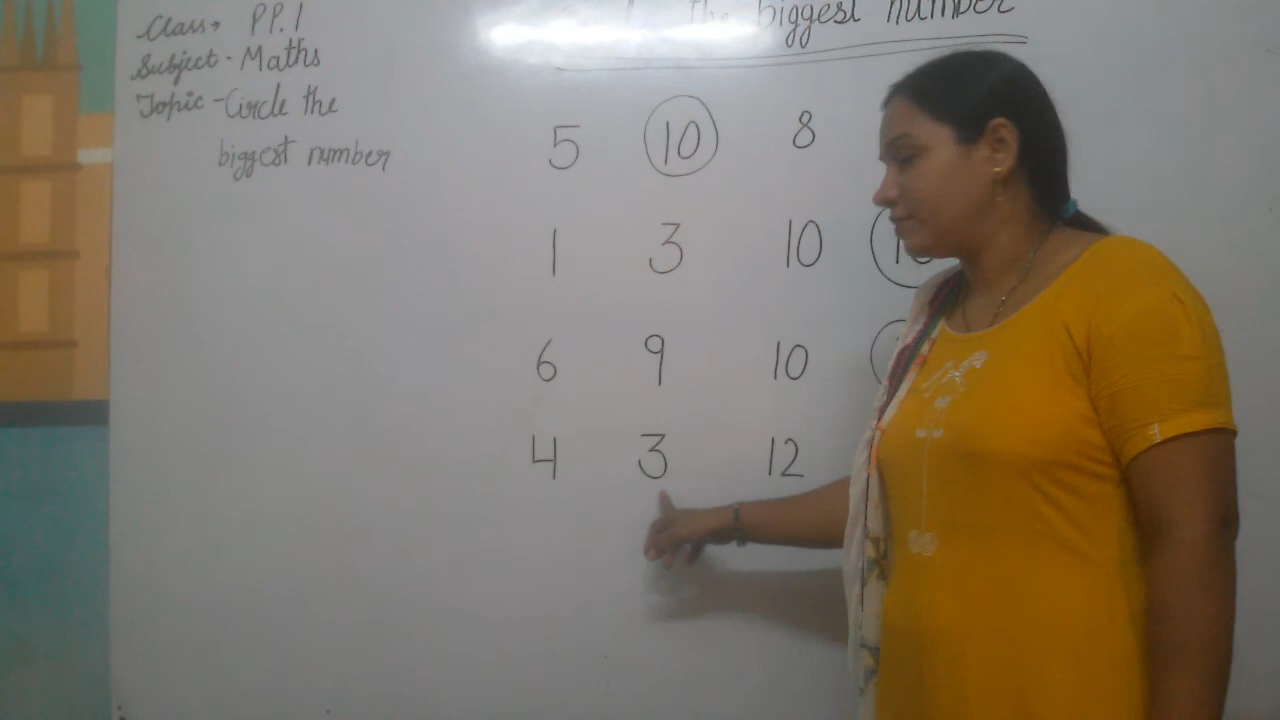 Class → PP.1
Subject - Maths
Topic - Circle the
biggest number
the biggest number
5 10 8
1 3 10
6 9 10
4 3 12